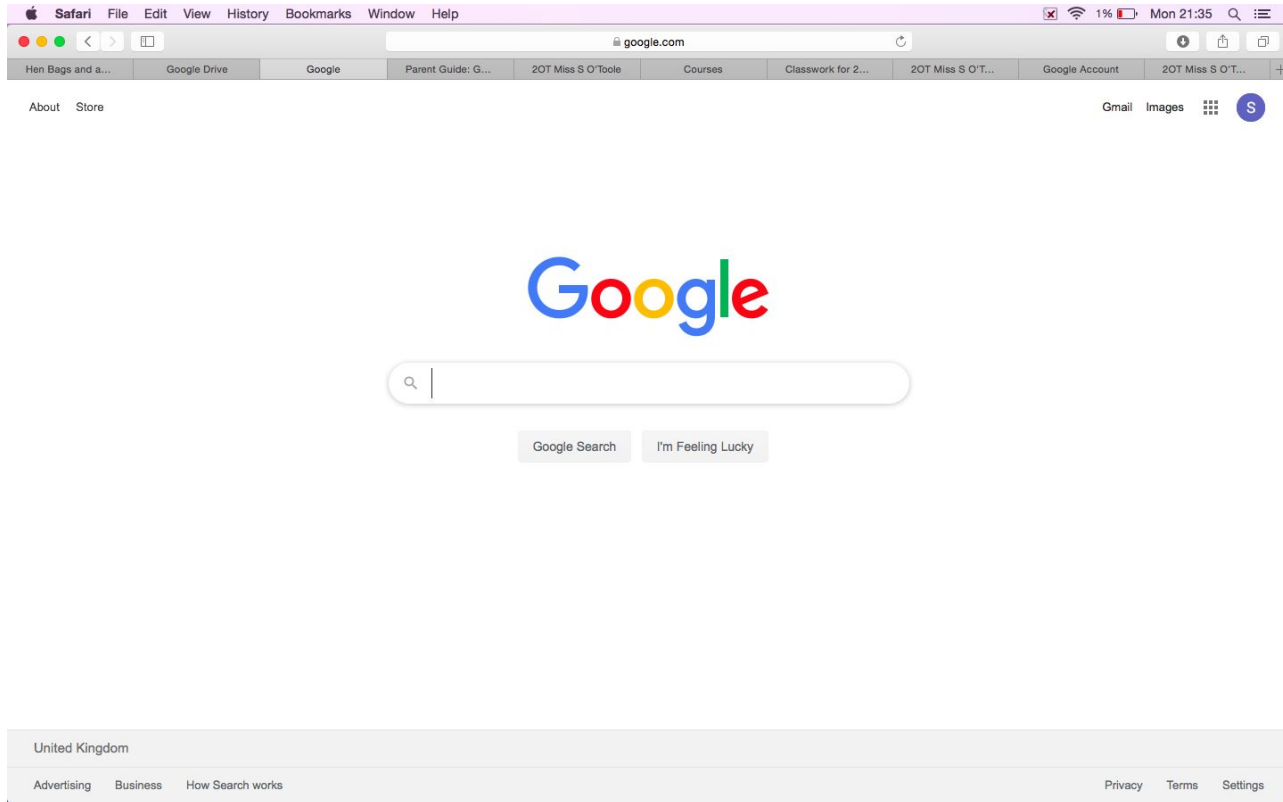 Safari File Edit View History Bookmarks Window Help 1% Mon 21:35
google.com
Hen Bags and a... Google Drive Google Parent Guide: G... 2OT Miss S O'Toole Courses Classwork for 2... 2OT Miss S O'T... Google Account 2OT Miss S O'T...
About Store Gmail Images S
Google
Google Search I'm Feeling Lucky
United Kingdom
Advertising Business How Search works Privacy Terms Settings